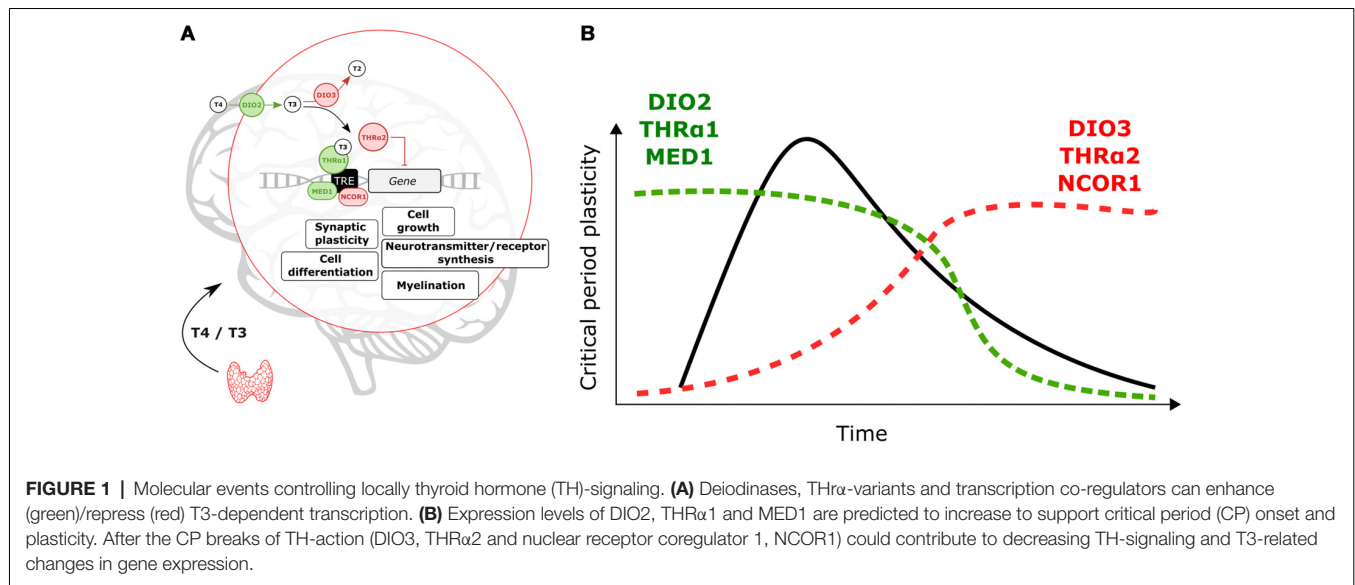 A
T2
DIO3
T4
DIO2
T3
THRα2
T3
THRα1
TRE
Gene
MED1
NCOR1
Cell
growth
Synaptic
plasticity
Neurotransmitter/receptor
synthesis
Cell
differentiation
Myelination
T4 / T3
B
Critical period plasticity
DIO2
THRα1
MED1
DIO3
THRα2
NCOR1
Time
FIGURE 1 | Molecular events controlling locally thyroid hormone (TH)-signaling. (A) Deiodinases, THrα-variants and transcription co-regulators can enhance
(green)/repress (red) T3-dependent transcription. (B) Expression levels of DIO2, THRα1 and MED1 are predicted to increase to support critical period (CP) onset and
plasticity. After the CP breaks of TH-action (DIO3, THRα2 and nuclear receptor coregulator 1, NCOR1) could contribute to decreasing TH-signaling and T3-related
changes in gene expression.